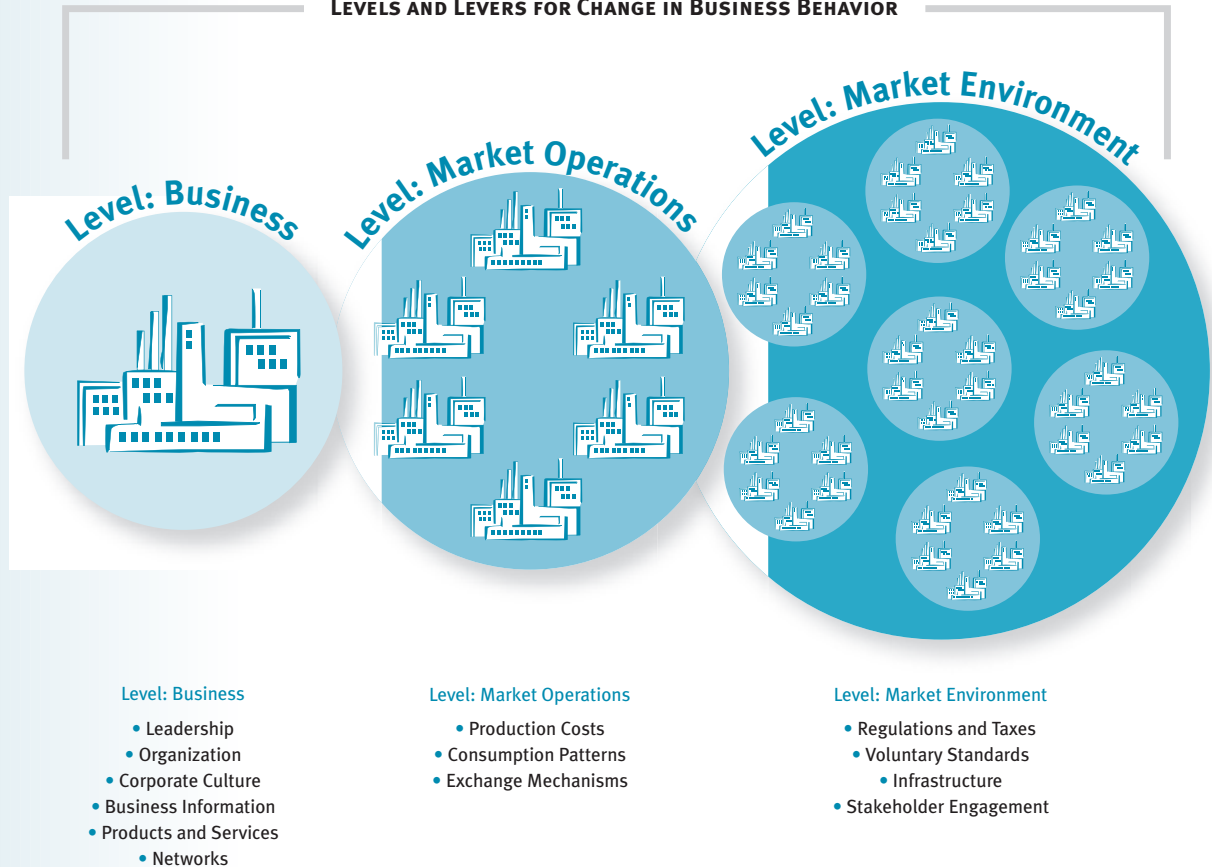 LEVELS AND LEVERS FOR CHANGE IN BUSINESS BEHAVIOR
Level: Business
Level: Market Operations
Level: Market Environment
Level: Business
• Leadership
• Organization
• Corporate Culture
• Business Information
• Products and Services
• Networks
Level: Market Operations
• Production Costs
• Consumption Patterns
• Exchange Mechanisms
Level: Market Environment
• Regulations and Taxes
• Voluntary Standards
• Infrastructure
• Stakeholder Engagement